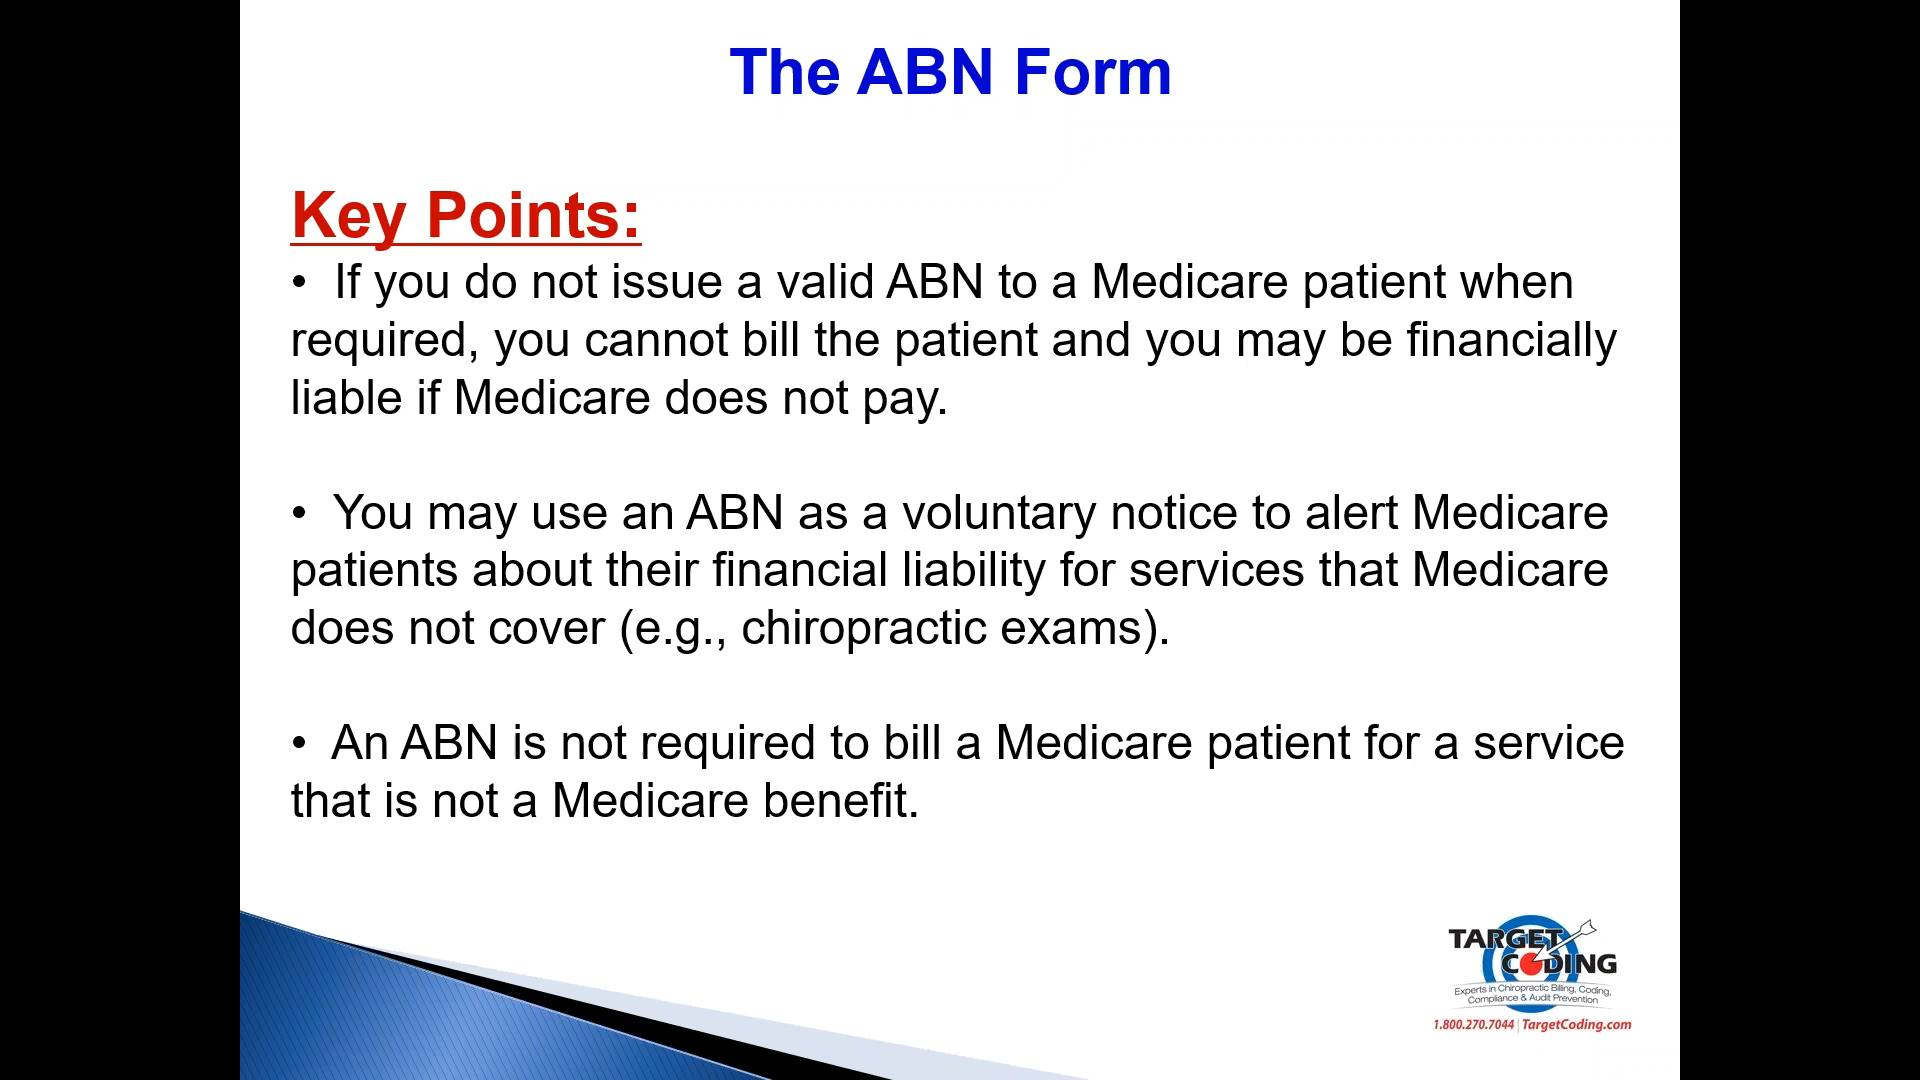 The ABN Form
Key Points:
• If you do not issue a valid ABN to a Medicare patient when
required, you cannot bill the patient and you may be financially
liable if Medicare does not pay.
• You may use an ABN as a voluntary notice to alert Medicare
patients about their financial liability for services that Medicare
does not cover (e.g., chiropractic exams).
• An ABN is not required to bill a Medicare patient for a service
that is not a Medicare benefit.
TARGET
CODING
Experts in Chiropractic Billing, Coding,
Compliance & Audit Prevention
1.800.270.7044 | TargetCoding.com